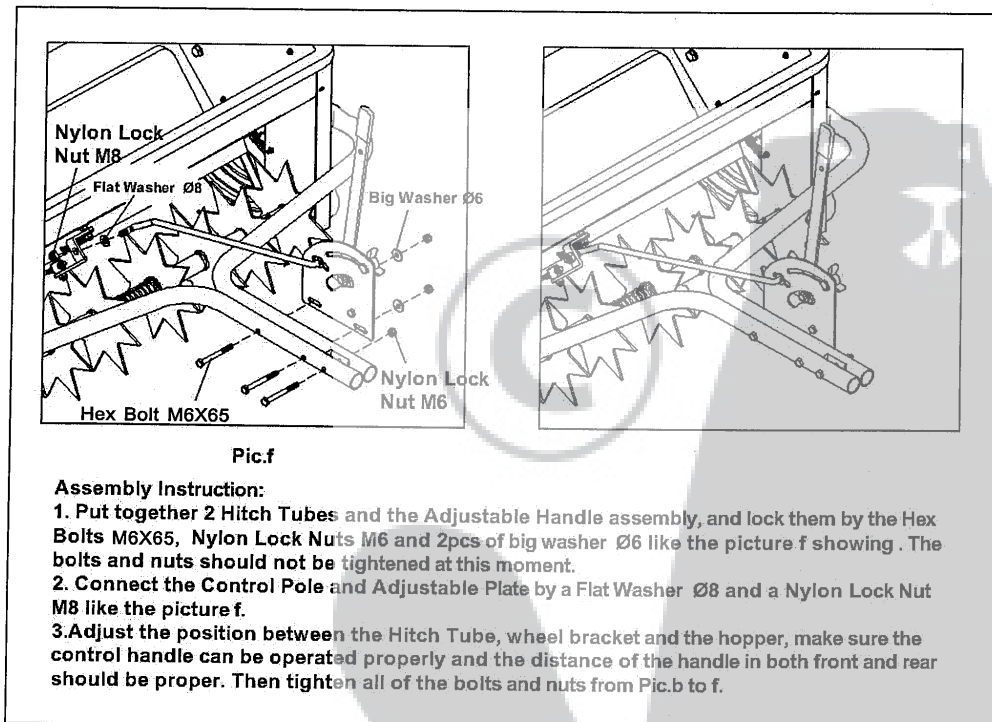 Nylon Lock
Nut M8
Flat Washer Ø8
Big Washer Ø6
Nylon Lock
Nut M6
Hex Bolt M6X65
Pic.f
Assembly Instruction:
1. Put together 2 Hitch Tubes and the Adjustable Handle assembly, and lock them by the Hex
Bolts M6X65, Nylon Lock Nuts M6 and 2pcs of big washer Ø6 like the picture f showing . The
bolts and nuts should not be tightened at this moment.
2. Connect the Control Pole and Adjustable Plate by a Flat Washer Ø8 and a Nylon Lock Nut
M8 like the picture f.
3.Adjust the position between the Hitch Tube, wheel bracket and the hopper, make sure the
control handle can be operated properly and the distance of the handle in both front and rear
should be proper. Then tighten all of the bolts and nuts from Pic.b to f.
©